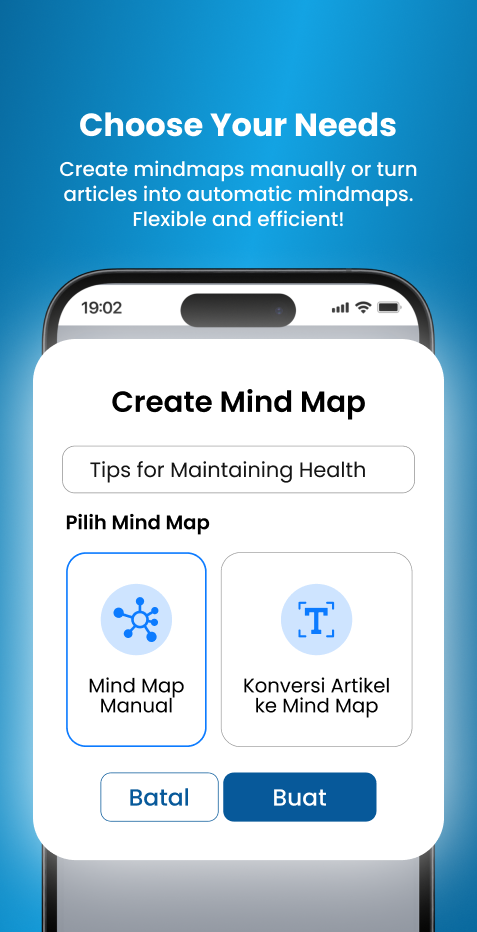 Choose Your Needs
Create mindmaps manually or turn
articles into automatic mindmaps.
Flexible and efficient!
19:02
Create Mind Map
Tips for Maintaining Health
Pilih Mind Map
Mind Map
Manual
Konversi Artikel
ke Mind Map
Batal
Buat